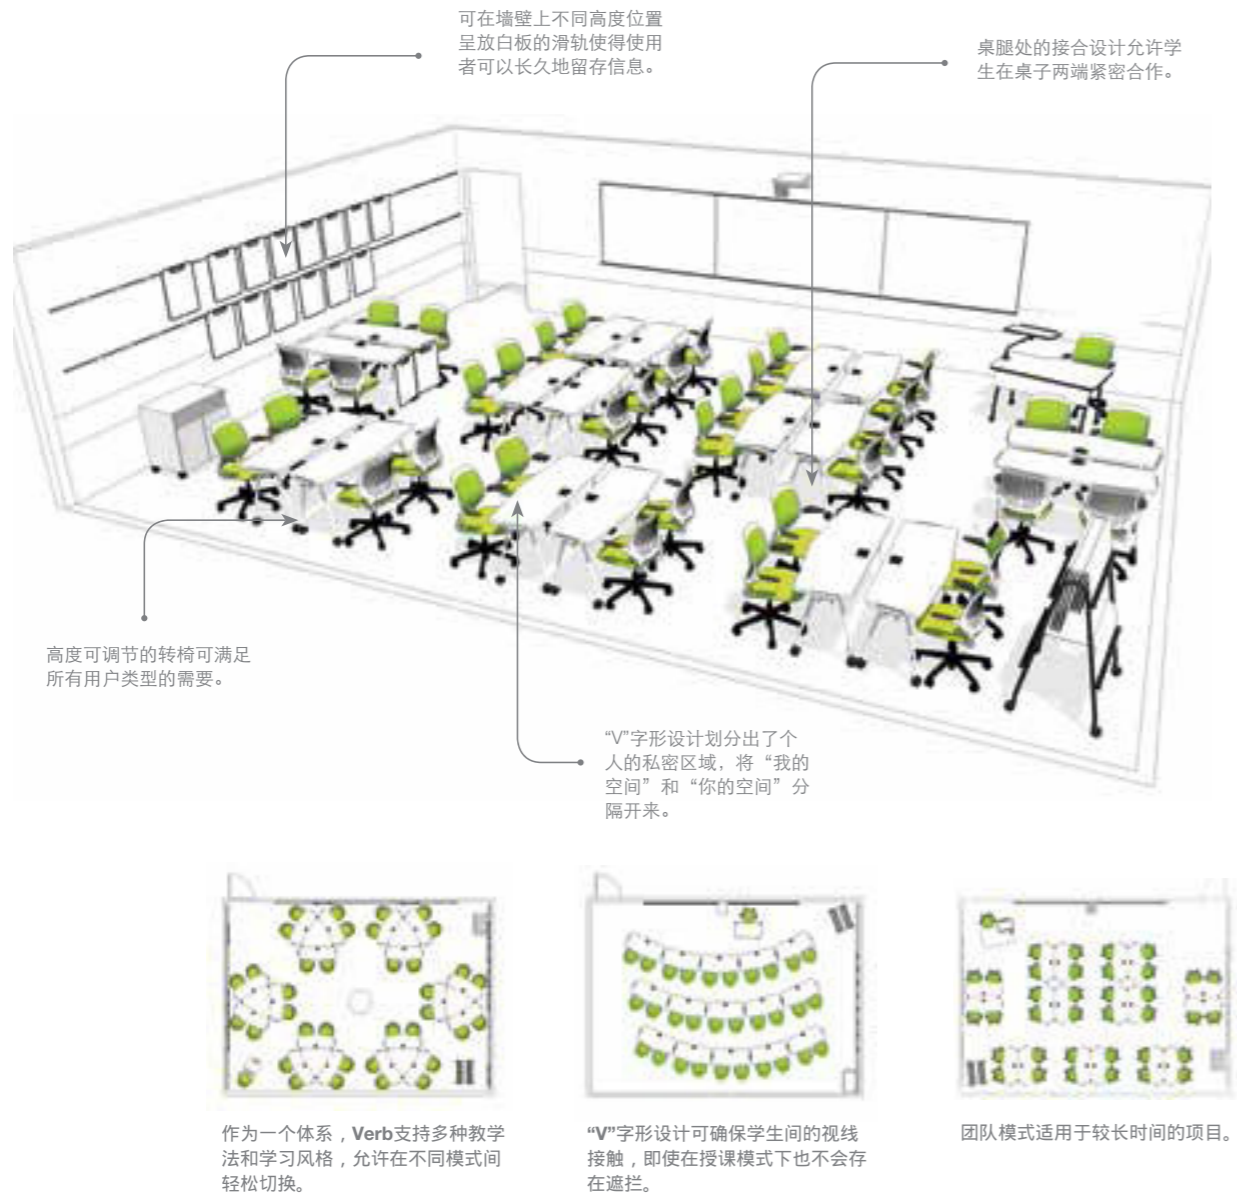 可在墙壁上不同高度位置
呈放白板的滑轨使得使用
者可以长久地留存信息。
桌腿处的接合设计允许学
生在桌子两端紧密合作。
高度可调节的转椅可满足
所有用户类型的需要。
“V”字形设计划分出了个
人的私密区域，将“我的
空间”和“你的空间”分
隔开来。
作为一个体系，Verb支持多种教学
法和学习风格，允许在不同模式间
轻松切换。
“V”字形设计可确保学生间的视线
接触，即使在授课模式下也不会存
在遮拦。
团队模式适用于较长时间的项目。